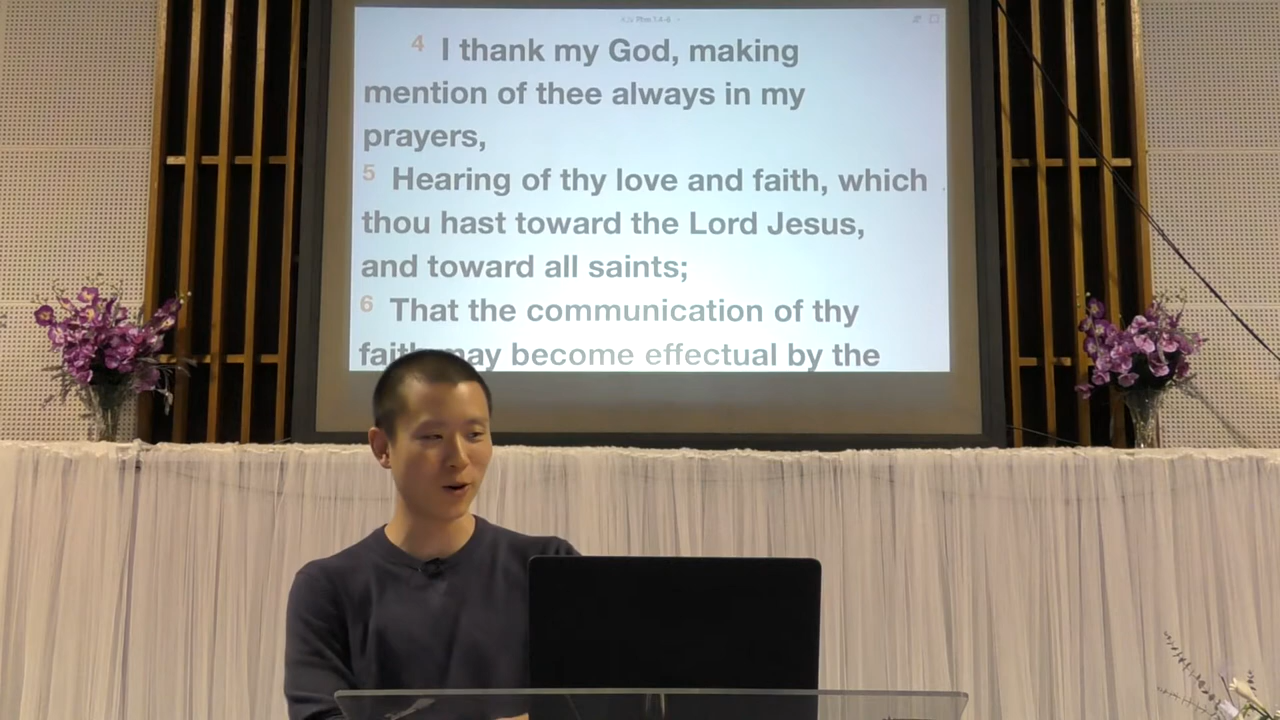 4 I thank my God, making
mention of thee always in my
prayers,
5 Hearing of thy love and faith, which
thou hast toward the Lord Jesus,
and toward all saints;
6 That the communication of thy
faith may become effectual by the